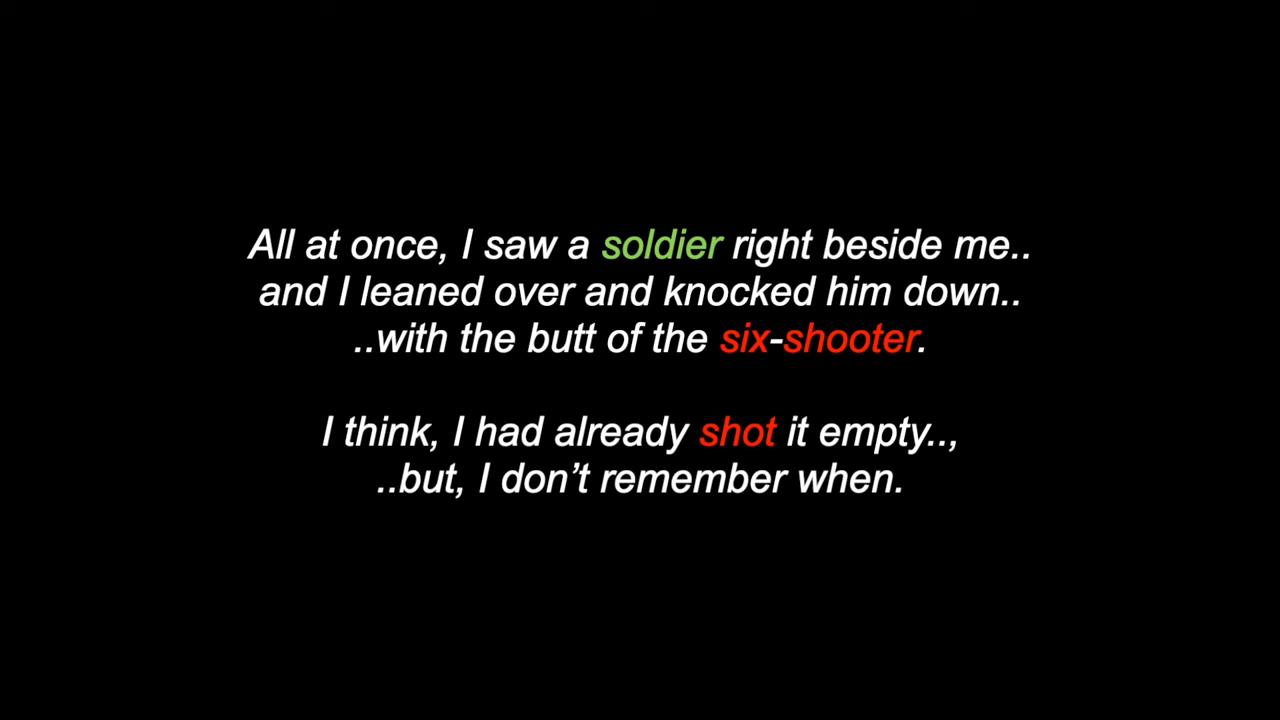 All at once, I saw a soldier right beside me..
and I leaned over and knocked him down..
..with the butt of the six-shooter.
I think, I had already shot it empty..,
..but, I don’t remember when.